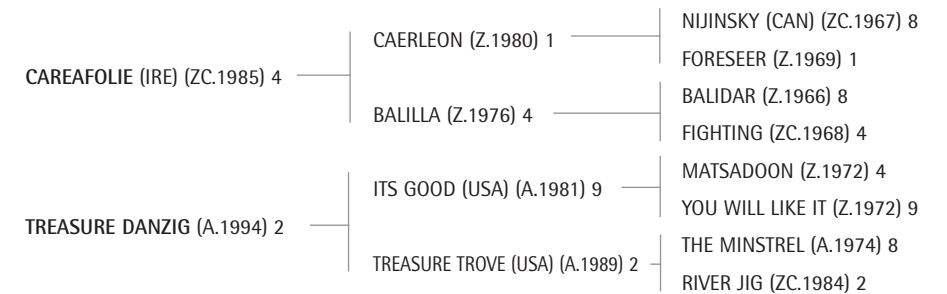 NIJINSKY (CAN) (ZC.1967) 8
CAERLEON (Z.1980) 1
FORESEER (Z.1969) 1
CAREAFOLIE (IRE) (ZC.1985) 4
BALIDAR (Z.1966) 8
BALILLA (Z.1976) 4
FIGHTING (ZC.1968) 4
MATSADOON (Z.1972) 4
ITS GOOD (USA) (A.1981) 9
YOU WILL LIKE IT (Z.1972) 9
TREASURE DANZIG (A.1994) 2
THE MINSTREL (A.1974) 8
TREASURE TROVE (USA) (A.1989) 2
RIVER JIG (ZC.1984) 2